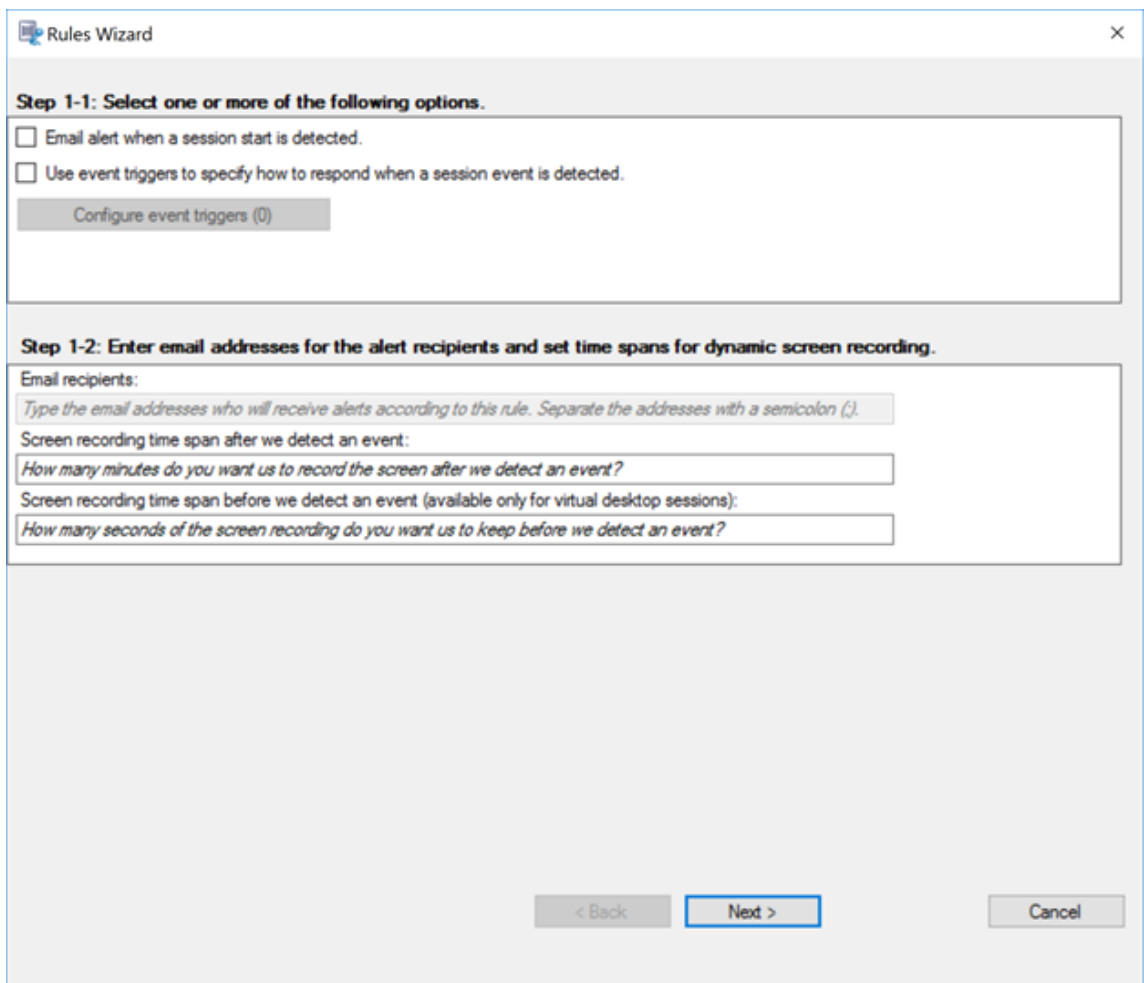 Rules Wizard
Step 1-1: Select one or more of the following options.
Email alert when a session start is detected.
Use event triggers to specify how to respond when a session event is detected.
Configure event triggers (0)
Step 1-2: Enter email addresses for the alert recipients and set time spans for dynamic screen recording.
Email recipients:
Type the email addresses who will receive alerts according to this rule. Separate the addresses with a semicolon (;).
Screen recording time span after we detect an event:
How many minutes do you want us to record the screen after we detect an event?
Screen recording time span before we detect an event (available only for virtual desktop sessions):
How many seconds of the screen recording do you want us to keep before we detect an event?
< Back Next > Cancel